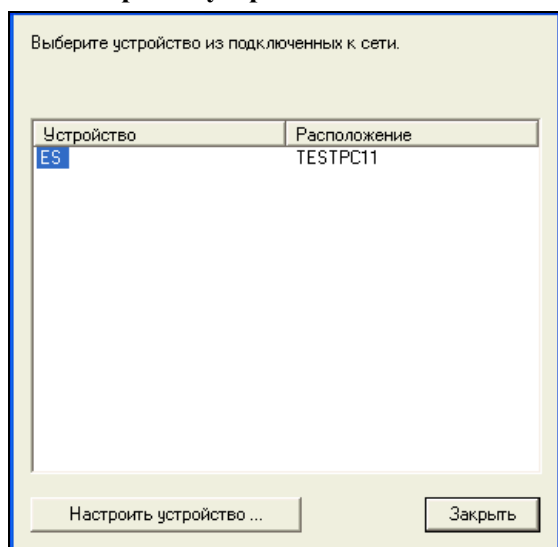 Выберите устройство из подключенных к сети.
Устройство Расположение
ES TESTPC11
Настроить устройство ... Закрыть